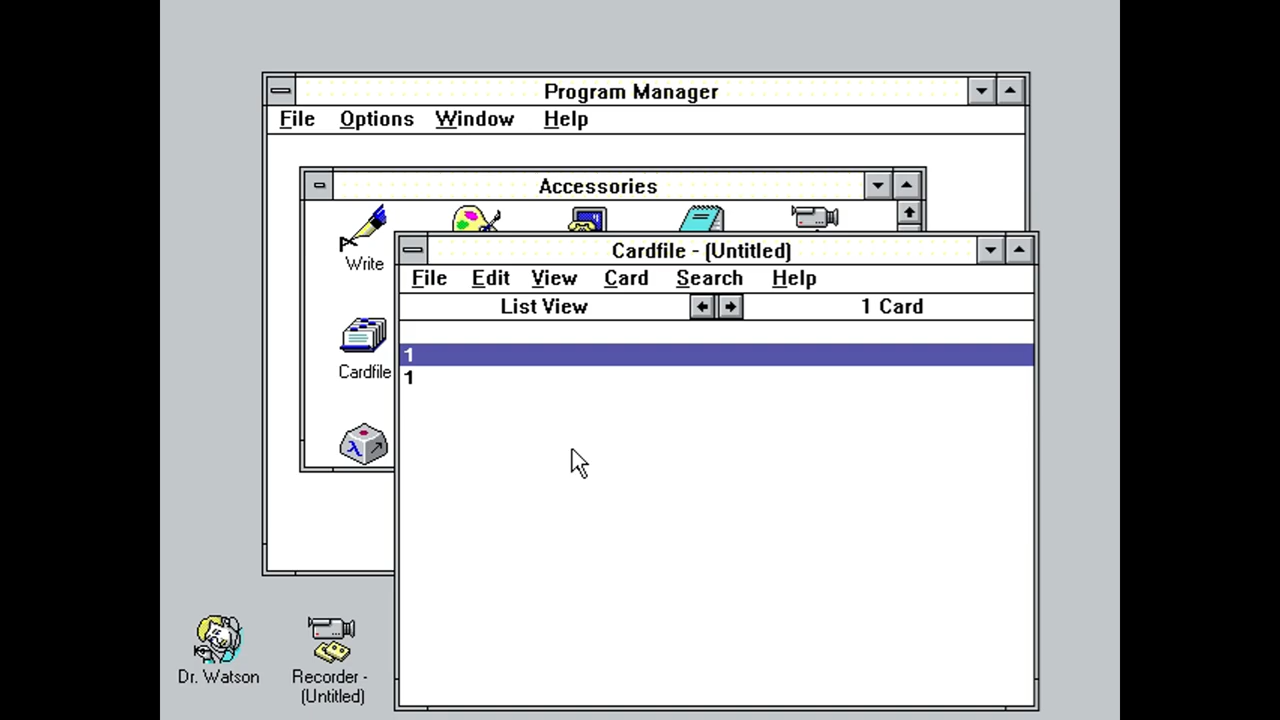 Program Manager
File Options Window Help
Accessories
Write
Cardfile - (Untitled)
File Edit View Card Search Help
List View 1 Card
1
1
Cardfile
Dr. Watson
Recorder -
(Untitled)